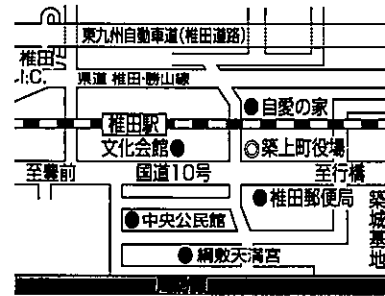 東九州自動車道(椎田道路)
椎田
I.C.
県道 椎田・勝山線
自愛の家
椎田駅
文化会館
築上町役場
至豊前
国道10号
至行橋
椎田郵便局
築城基地
中央公民館
綱敷天満宮